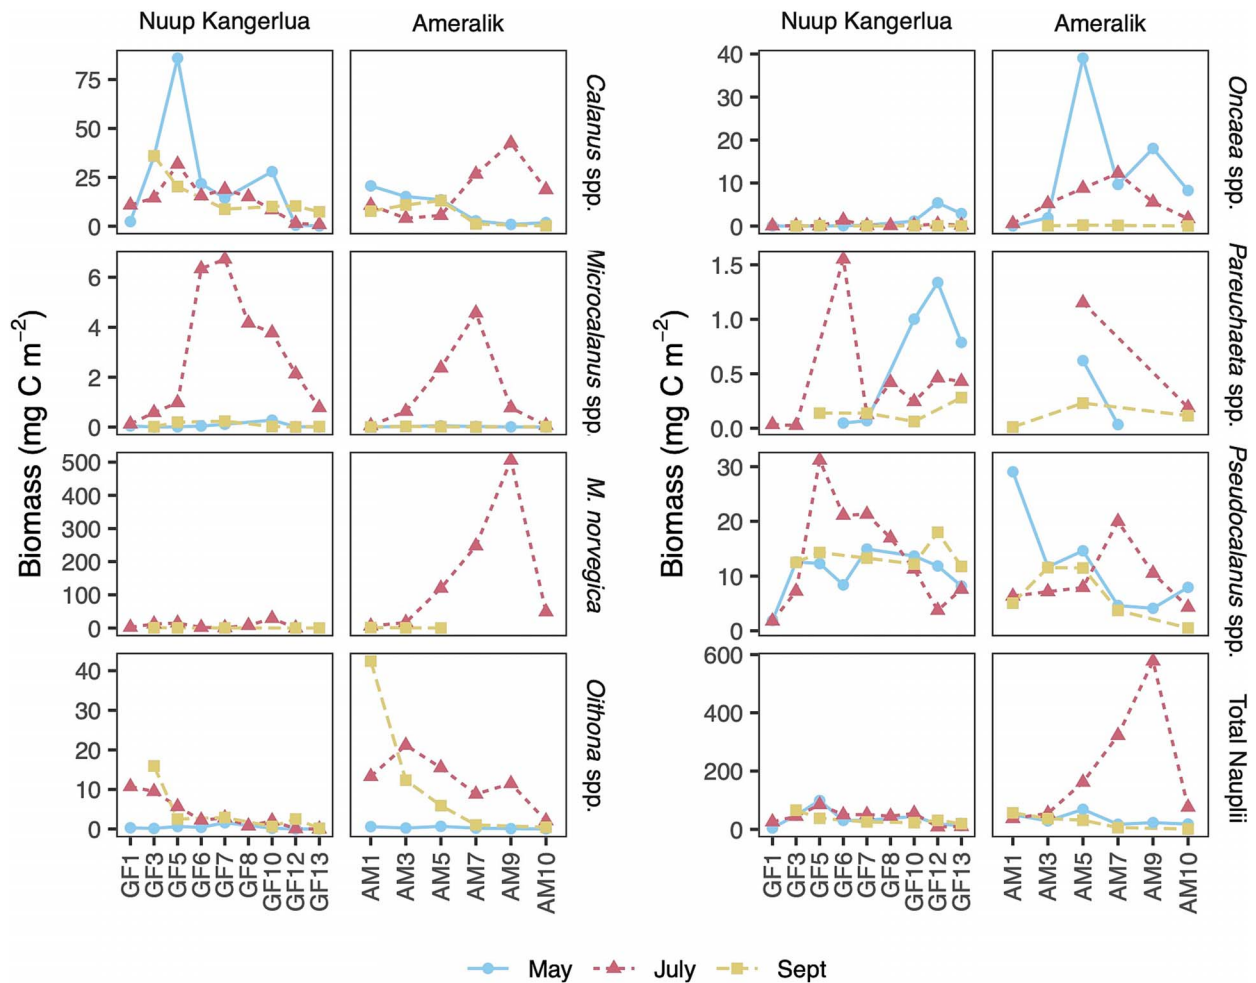 Nuup Kangerlua
Ameralik
Nuup Kangerlua
Ameralik
Biomass (mg C m−2)
75
50
25
0
Calanus spp.
6
4
2
0
Microcalanus spp.
500
400
300
200
100
0
M. norvegica
40
30
20
10
0
Oithona spp.
GF1
GF3
GF5
GF6
GF7
GF8
GF10
GF12
GF13
AM1
AM3
AM5
AM7
AM9
AM10
Biomass (mg C m−2)
40
30
20
10
0
Oncaea spp.
1.5
1.0
0.5
0.0
Pareuchaeta spp.
30
20
10
0
Pseudocalanus spp.
600
400
200
0
Total Nauplii
GF1
GF3
GF5
GF6
GF7
GF8
GF10
GF12
GF13
AM1
AM3
AM5
AM7
AM9
AM10
May
July
Sept